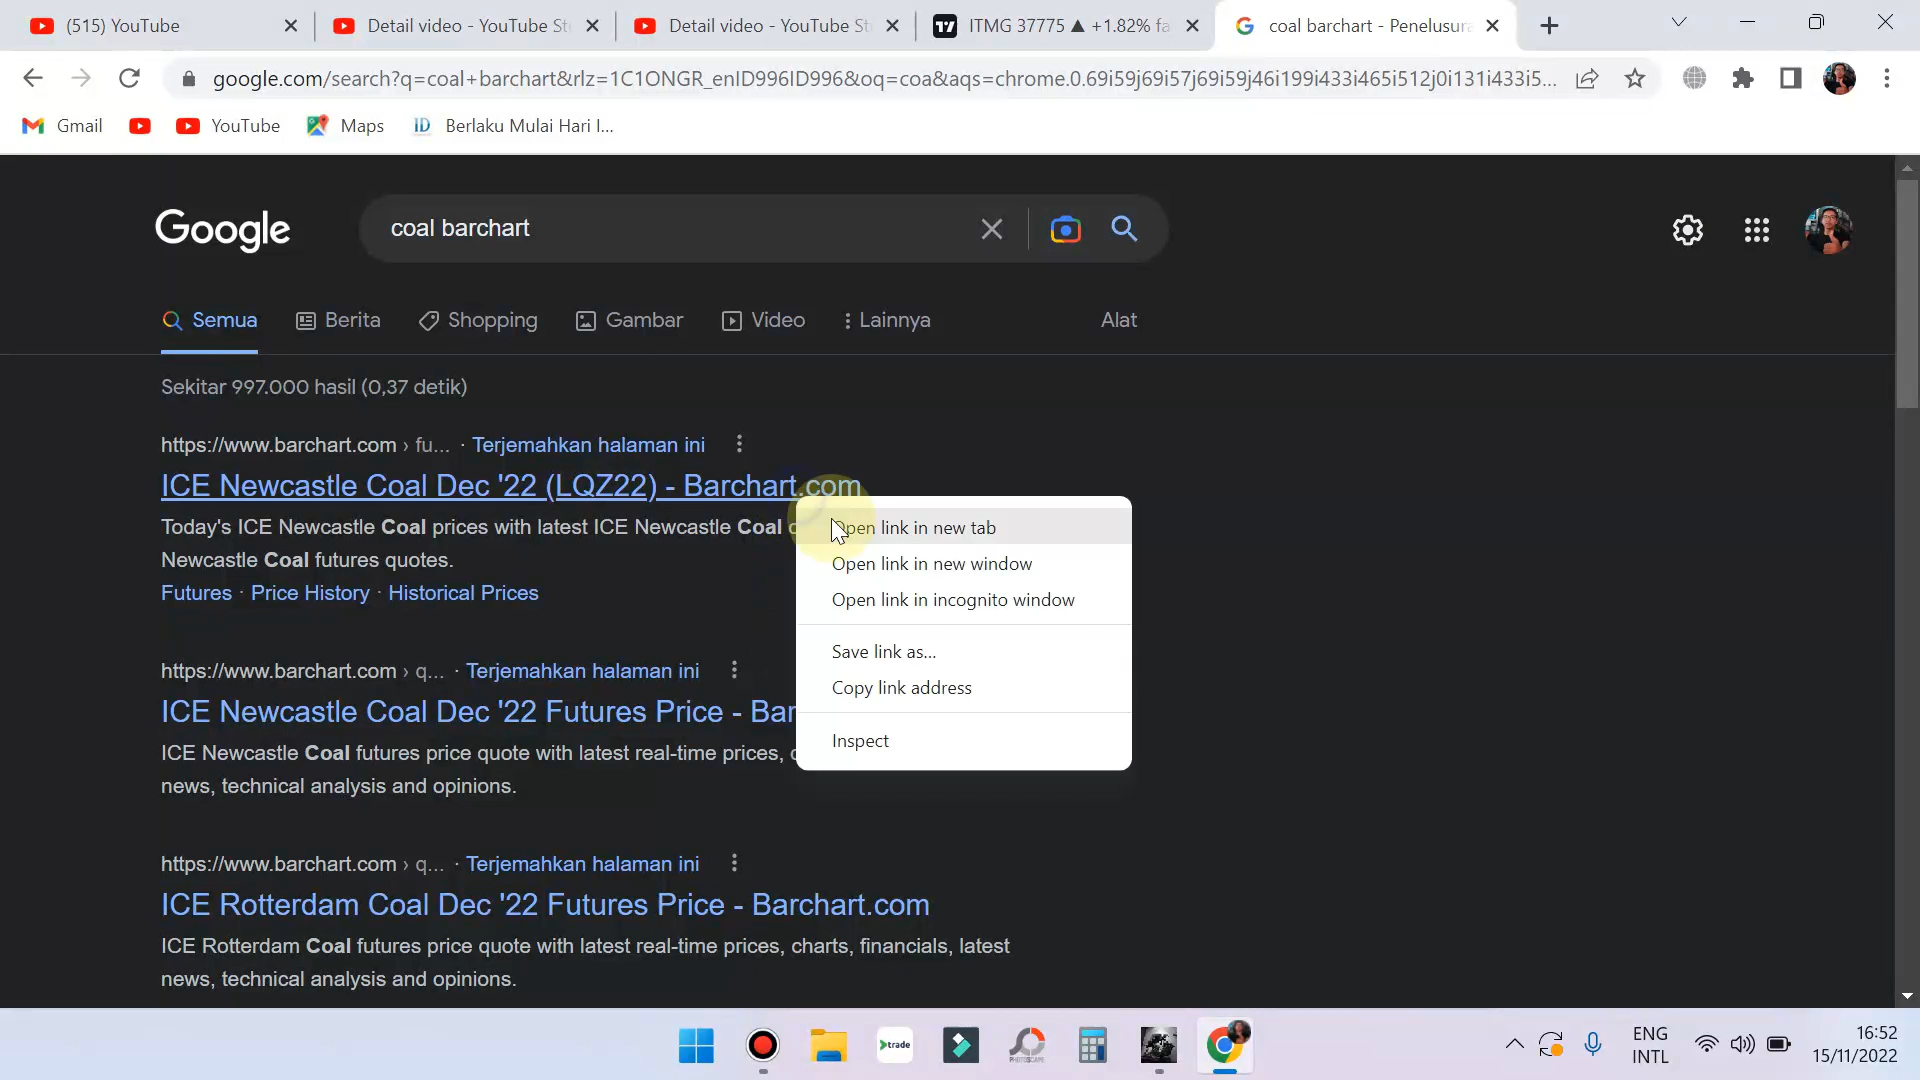 (515) YouTube
Detail video - YouTube St
Detail video - YouTube St
ITMG 37775 ▲ +1.82% fa
coal barchart - Penelusura
google.com/search?q=coal+barchart&rlz=1C1ONGR_enID996ID996&oq=coa&aqs=chrome.0.69i59j69i57j69i59j46i199i433i465i512j0i131i433i5...
Gmail
YouTube
Maps
ID Berlaku Mulai Hari I...
Google
coal barchart
Semua
Berita
Shopping
Gambar
Video
Lainnya
Alat
Sekitar 997.000 hasil (0,37 detik)
https://www.barchart.com › fu... · Terjemahkan halaman ini
ICE Newcastle Coal Dec '22 (LQZ22) - Barchart.com
Today's ICE Newcastle Coal prices with latest ICE Newcastle Coal
Newcastle Coal futures quotes.
Futures · Price History · Historical Prices
Open link in new tab
Open link in new window
Open link in incognito window
Save link as...
Copy link address
Inspect
https://www.barchart.com › q... · Terjemahkan halaman ini
ICE Newcastle Coal Dec '22 Futures Price - Bar
ICE Newcastle Coal futures price quote with latest real-time prices,
news, technical analysis and opinions.
https://www.barchart.com › q... · Terjemahkan halaman ini
ICE Rotterdam Coal Dec '22 Futures Price - Barchart.com
ICE Rotterdam Coal futures price quote with latest real-time prices, charts, financials, latest
news, technical analysis and opinions.
trade
PHOTOSCAPE
ENG
INTL
16:52
15/11/2022